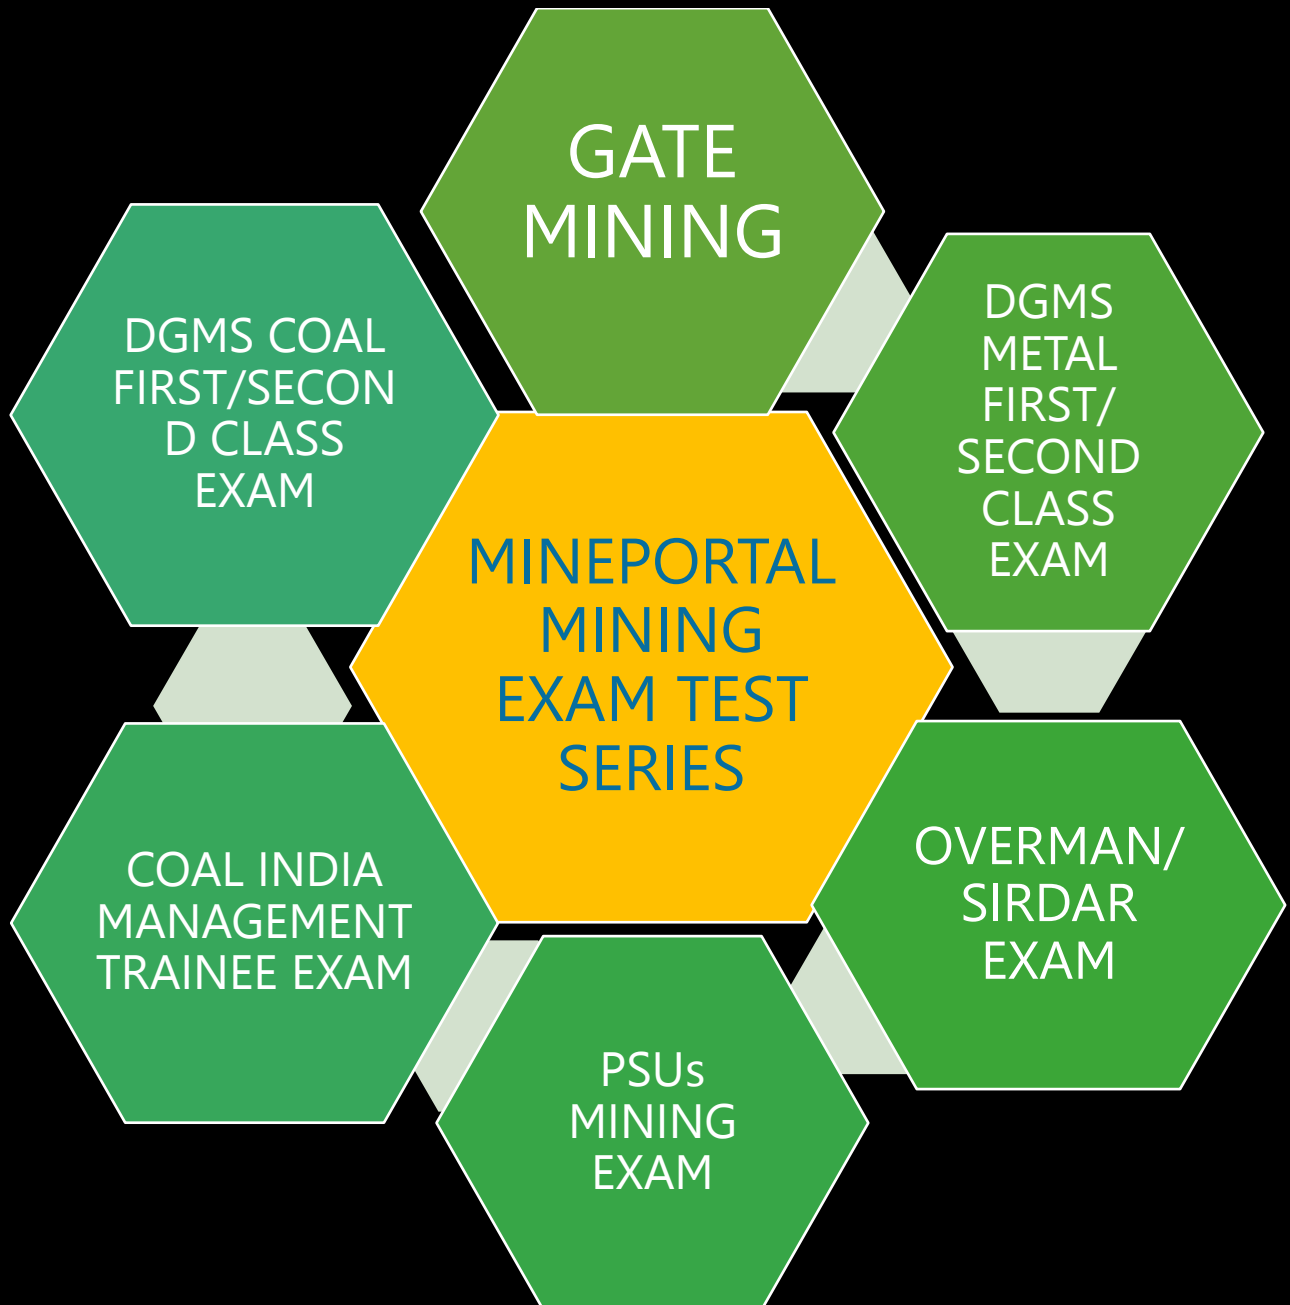 GATE
MINING
DGMS
METAL
FIRST/
SECOND
CLASS
EXAM
OVERMAN/
SIRDAR
EXAM
PSUs
MINING
EXAM
COAL INDIA
MANAGEMENT
TRAINEE EXAM
DGMS COAL
FIRST/SECON
D CLASS
EXAM
MINEPORTAL
MINING
EXAM TEST
SERIES